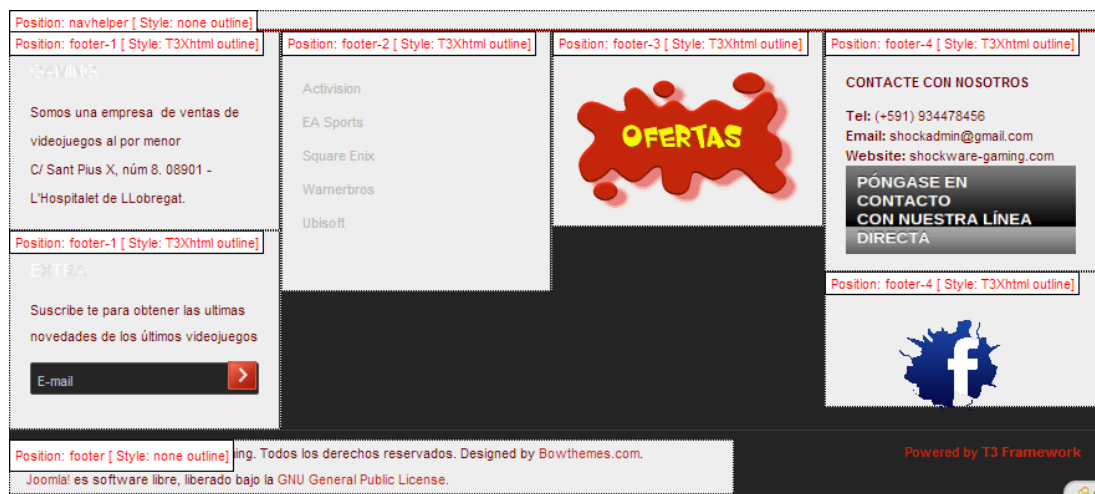 Position: navhelper [ Style: none outline]
Position: footer-1 [ Style: T3Xhtml outline]
GAMING
Somos una empresa de ventas de
videojuegos al por menor
C/ Sant Pius X, núm 8. 08901 -
L'Hospitalet de LLobregat.
Position: footer-1 [ Style: T3Xhtml outline]
EXTRA
Suscribe te para obtener las ultimas
novedades de los últimos videojuegos
E-mail
Position: footer-2 [ Style: T3Xhtml outline]
Activision
EA Sports
Square Enix
Warnerbros
Ubisoft
Position: footer-3 [ Style: T3Xhtml outline]
OFERTAS
Position: footer-4 [ Style: T3Xhtml outline]
CONTACTE CON NOSOTROS
Tel: (+591) 934478456
Email: shockadmin@gmail.com
Website: shockware-gaming.com
PÓNGASE EN
CONTACTO
CON NUESTRA LÍNEA
DIRECTA
Position: footer-4 [ Style: T3Xhtml outline]
f
Position: footer [ Style: none outline]
ing. Todos los derechos reservados. Designed by Bowthemes.com.
Joomla! es software libre, liberado bajo la GNU General Public License.
Powered by T3 Framework